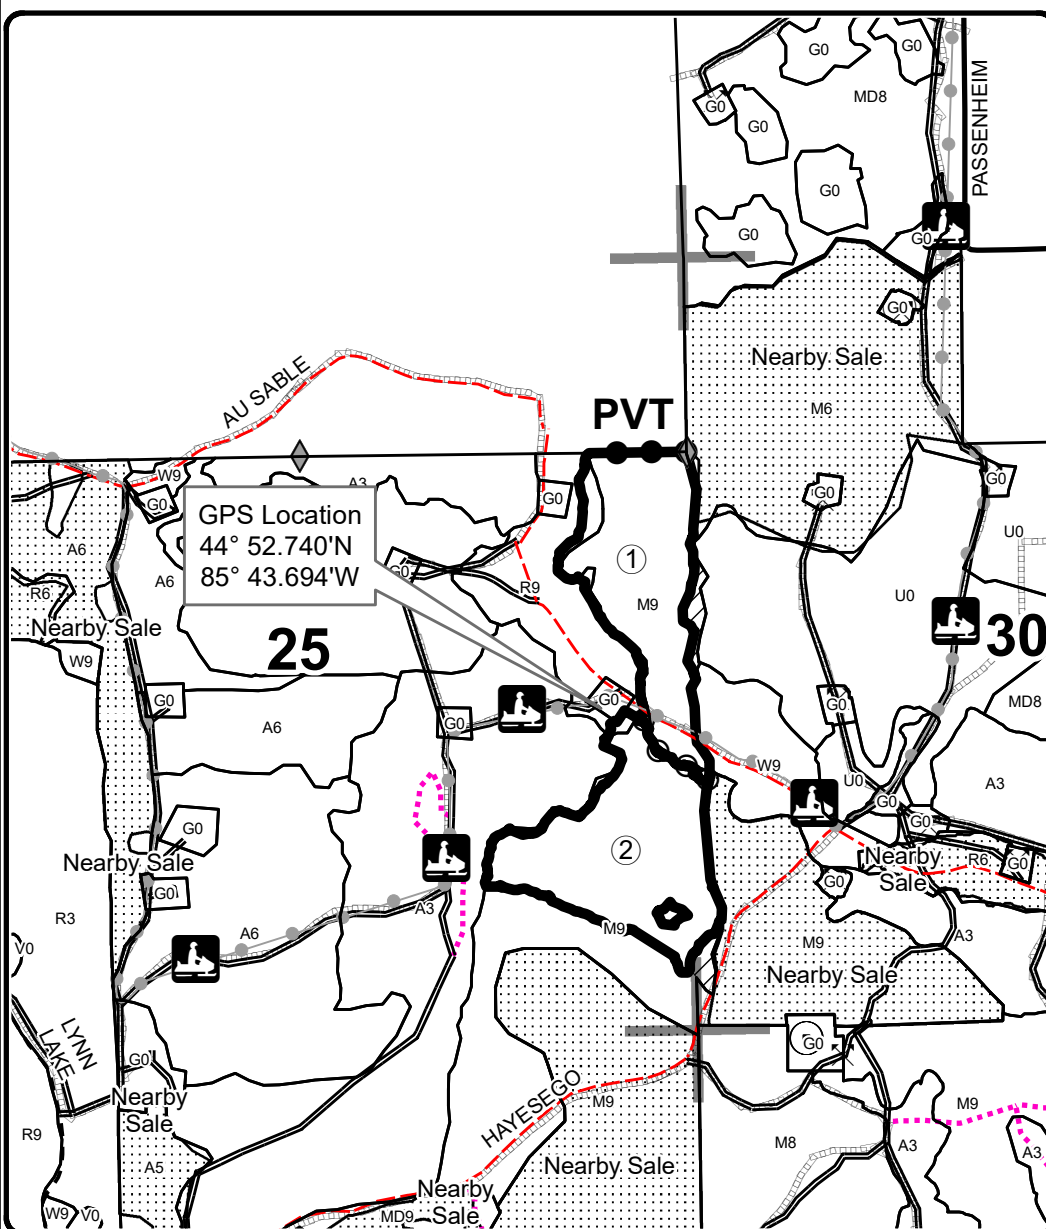 G0
G0
MD8
G0
G0
PASSENHEIM
G0
G0
G0
G0
Nearby Sale
AU SABLE
M6
PVT
W9
A3
G0
G0
G0
G0
GPS Location
44° 52.740'N
85° 43.694'W
U0
A6
A6
G0
1
R9
R6
M9
U0
Nearby Sale
25
30
W9
G0
G0
G0
G0
MD8
A6
G0
W9
U0
A3
G0
G0
G0
2
Nearby Sale
Nearby
Sale
R6
G0
G0
G0
R3
A3
A6
M9
M9
A3
V0
Nearby Sale
LYNN
LAKE
G0
G0
HAYESEGO
M9
M9
Nearby
Sale
R9
M8
A3
A3
A5
Nearby Sale
Nearby
Sale
W9
V0
MD9